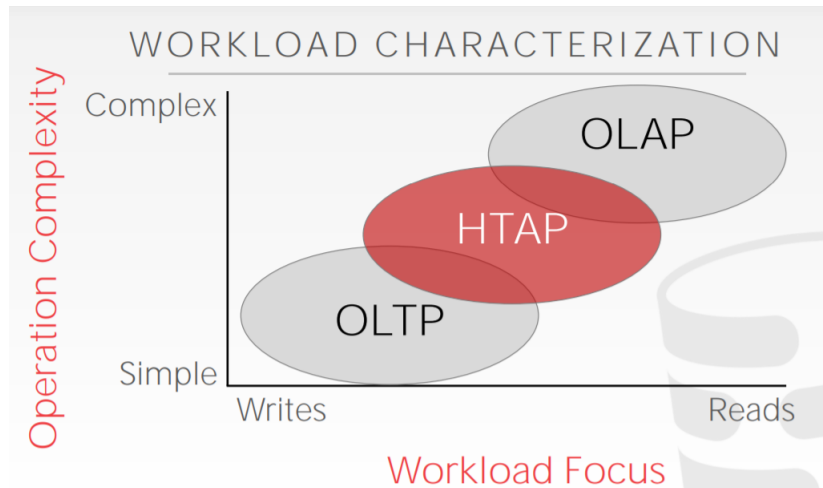 WORKLOAD CHARACTERIZATION
Operation Complexity
Complex
OLAP
HTAP
OLTP
Simple
Writes
Reads
Workload Focus